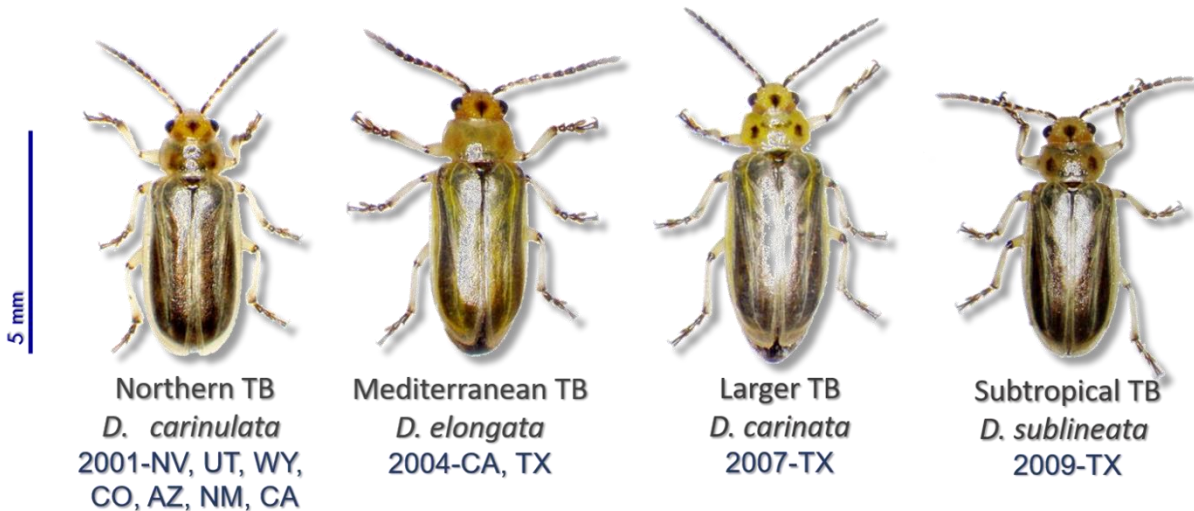 5 mm
Northern TB
D. carinulata
2001-NV, UT, WY,
CO, AZ, NM, CA
Mediterranean TB
D. elongata
2004-CA, TX
Larger TB
D. carinata
2007-TX
Subtropical TB
D. sublineata
2009-TX